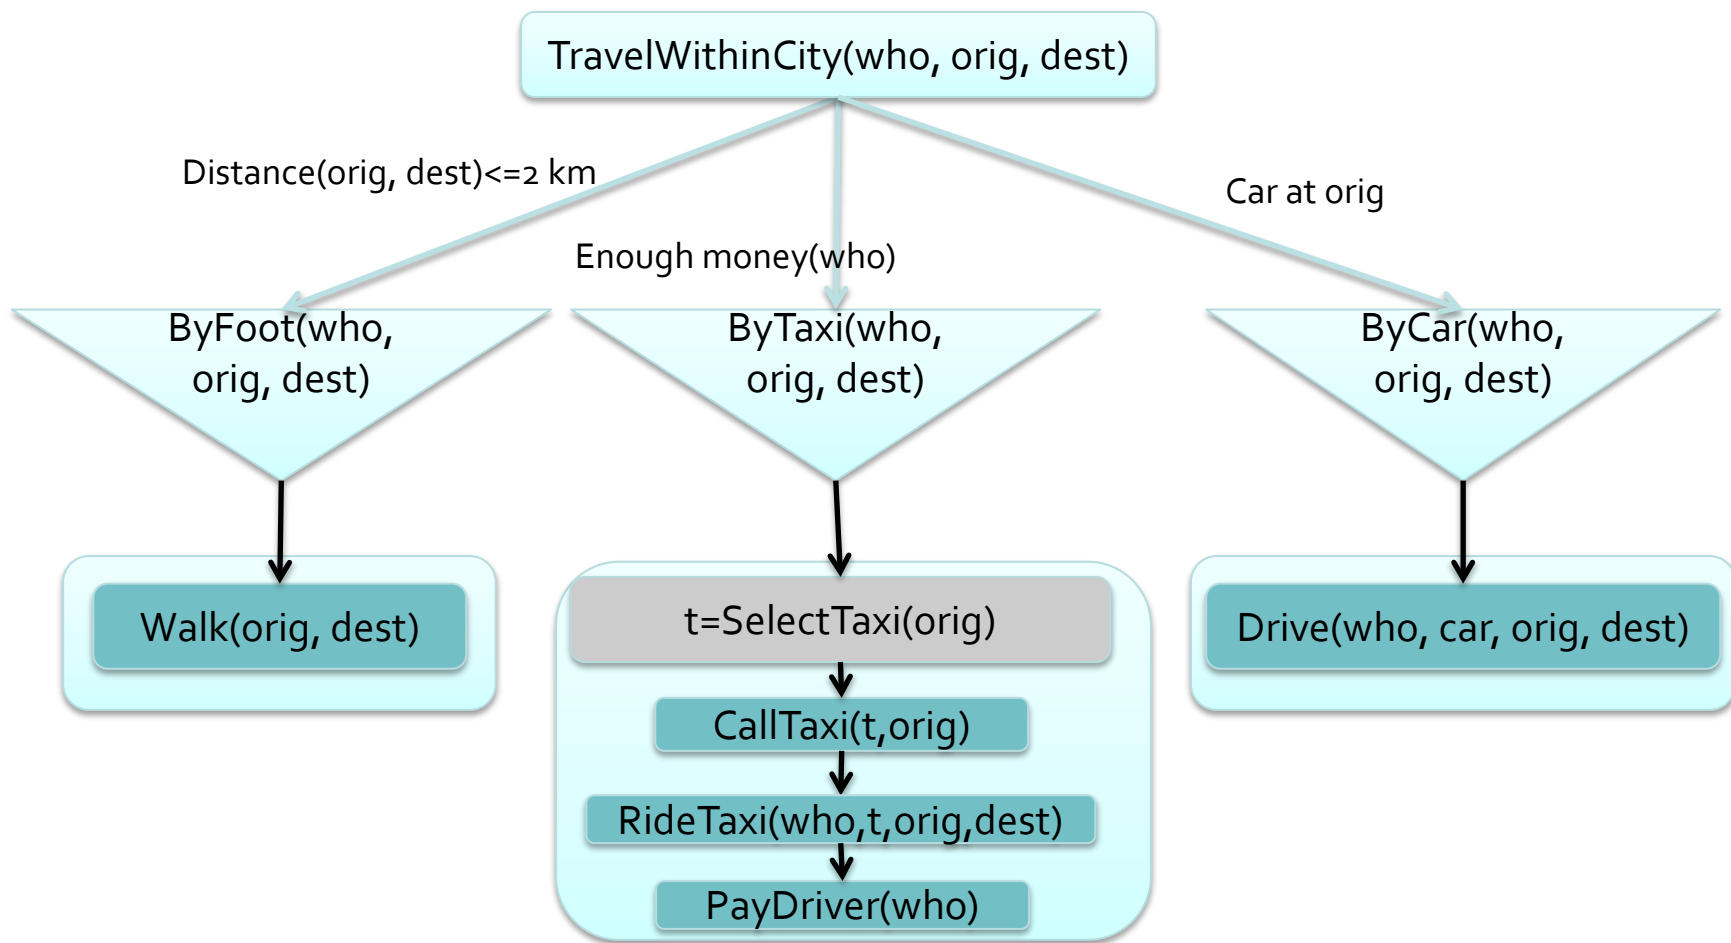 TravelWithinCity(who, orig, dest)
Distance(orig, dest)<=2 km
Car at orig
Enough money(who)
ByFoot(who,
orig, dest)
ByTaxi(who,
orig, dest)
ByCar(who,
orig, dest)
Walk(orig, dest)
t=SelectTaxi(orig)
CallTaxi(t,orig)
RideTaxi(who,t,orig,dest)
PayDriver(who)
Drive(who, car, orig, dest)